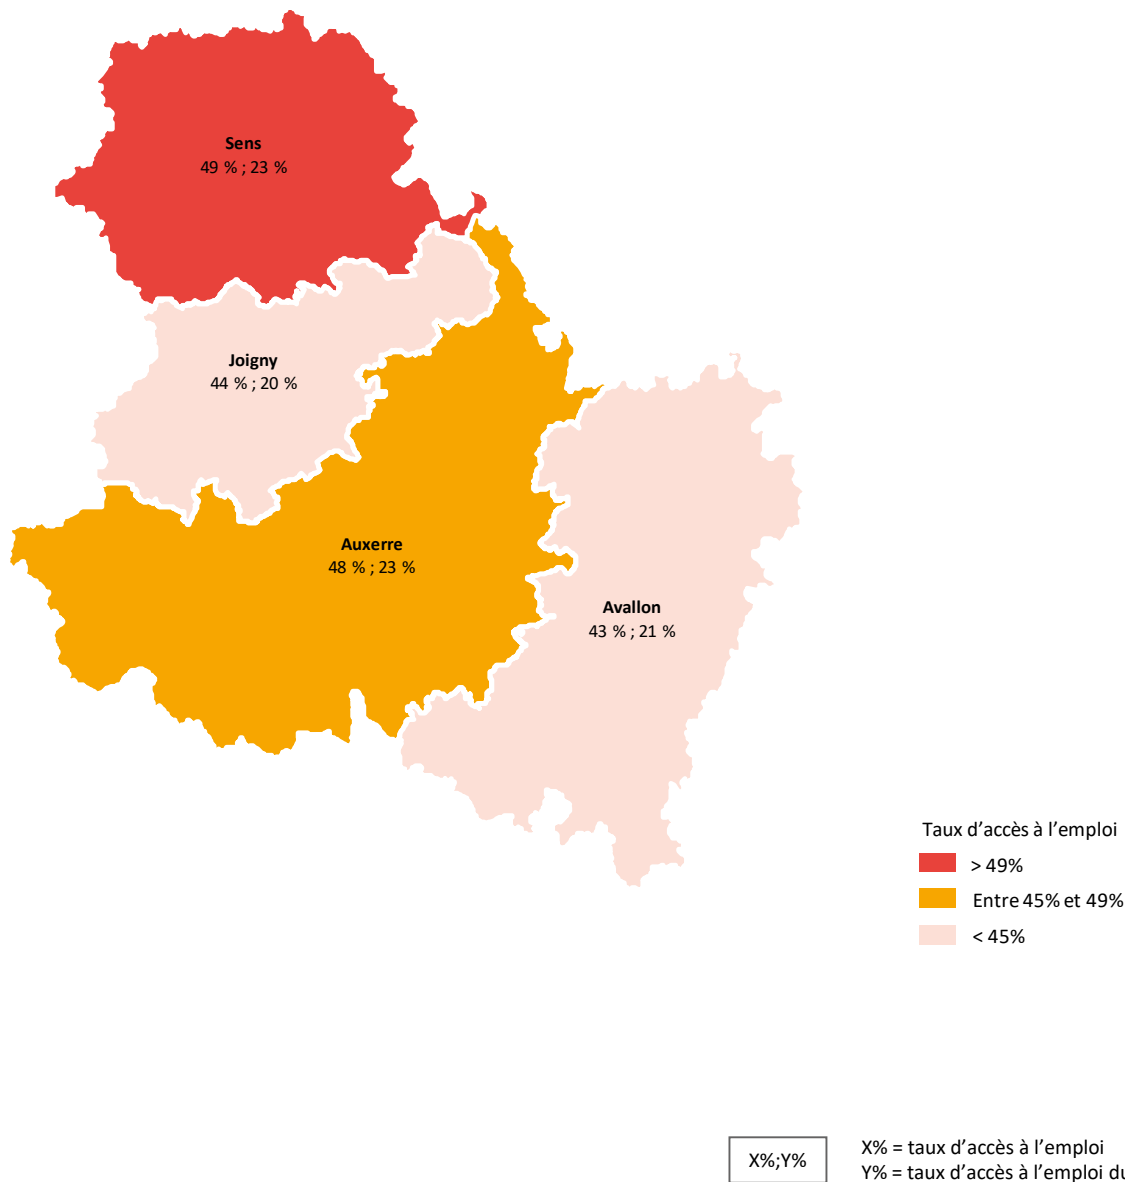 Sens
49 % ; 23 %
Joigny
44 % ; 20 %
Auxerre
48 % ; 23 %
Avallon
43 % ; 21 %
Taux d’accès à l’emploi
> 49%
Entre 45% et 49%
< 45%
X%;Y%
X% = taux d’accès à l’emploi
Y% = taux d’accès à l’emploi du